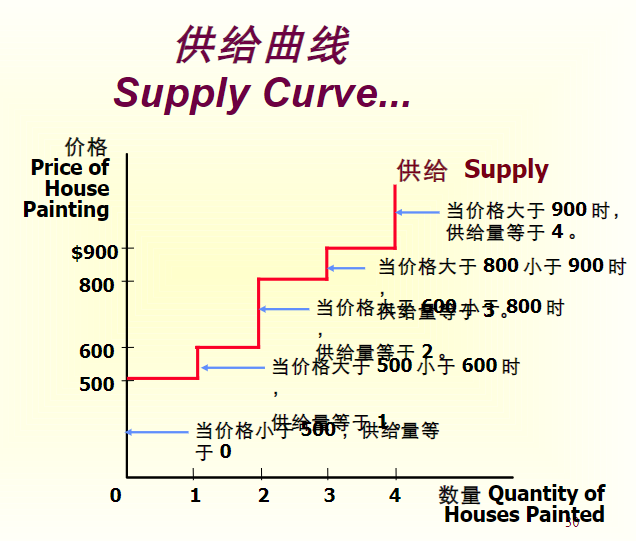 供给曲线
Supply Curve...
价格
Price of
House
Painting
供给 Supply
当价格大于 900 时，
供给量等于 4 。
$900
当价格大于 800 小于 900 时
，
供给量等于 3 。
800
当价格大于 600 小于 800 时
，
供给量等于 2 。
600
当价格大于 500 小于 600 时
，
供给量等于 1 。
500
当价格小于 500 ，供给量等
于 0
0 1 2 3 4 数量 Quantity of
Houses Painted
30